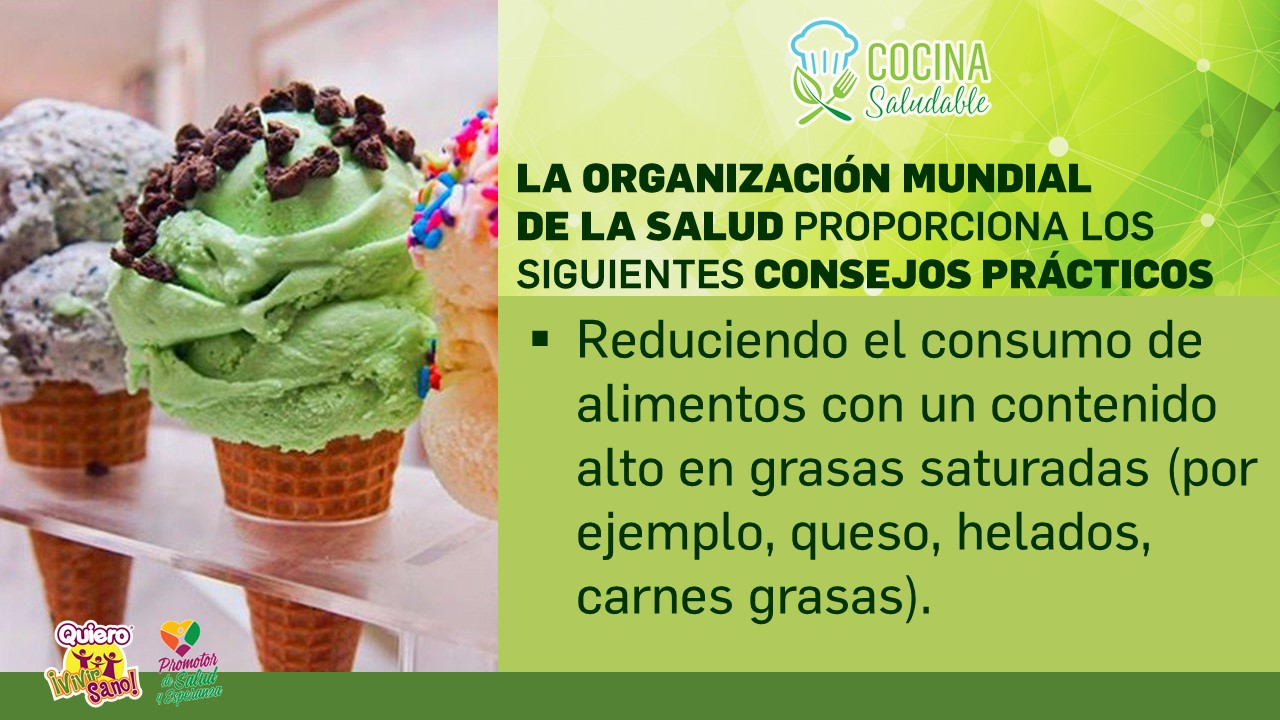 COCINA
Saludable
LA ORGANIZACIÓN MUNDIAL
DE LA SALUD PROPORCIONA LOS
SIGUIENTES CONSEJOS PRÁCTICOS
▪ Reduciendo el consumo de
alimentos con un contenido
alto en grasas saturadas (por
ejemplo, queso, helados,
carnes grasas).
Quiero
¡Vivir
Sano!
Promotor
de Salud
y Esperanza